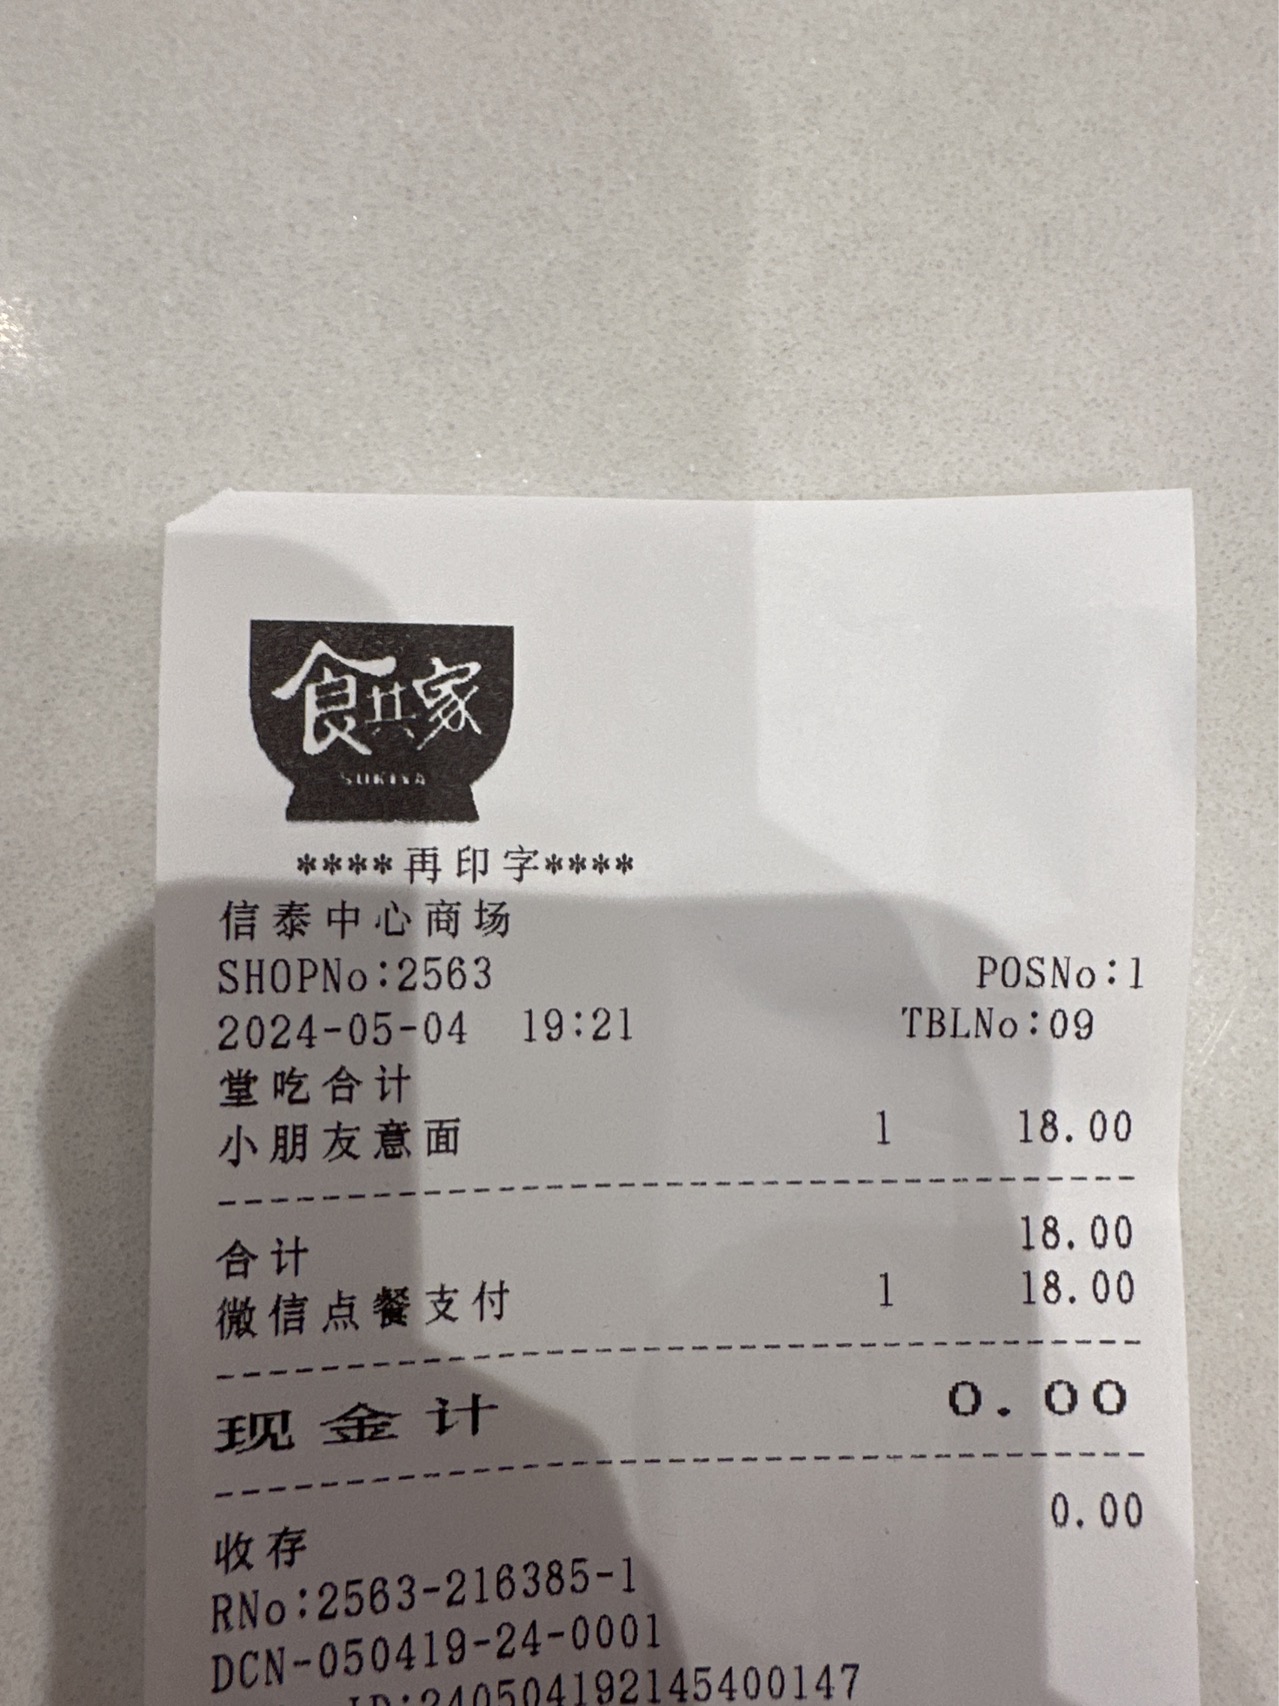 食其家
SUKIYA
****再印字****
信泰中心商场
SHOPNo:2563 POSNo:1
2024-05-04 19:21 TBLNo:09
堂吃合计
小朋友意面 1 18.00
合计 18.00
微信点餐支付 1 18.00
现金计 0.00
收存 0.00
RNo:2563-216385-1
DCN-050419-24-0001
ID:240504192145400147